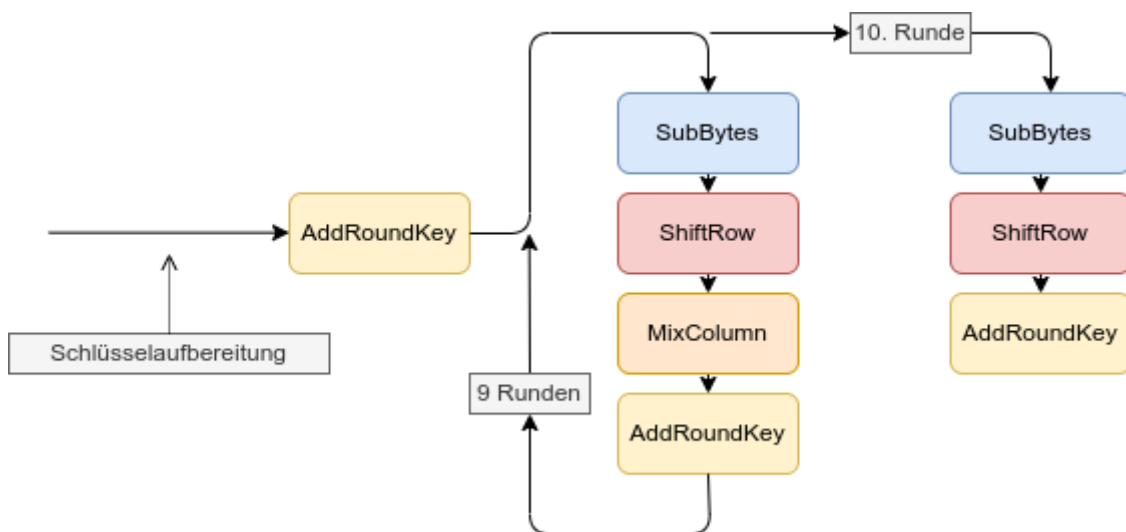 10. Runde
SubBytes
SubBytes
AddRoundKey
ShiftRow
ShiftRow
Schlüsselaufbereitung
MixColumn
AddRoundKey
9 Runden
AddRoundKey